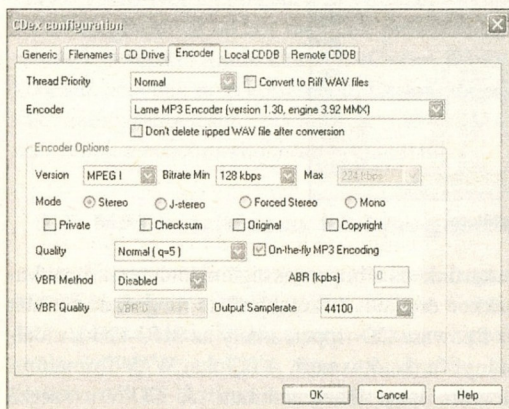 CDex configuration
Generic Filenames CD Drive Encoder Local CDDB Remote CDDB
Thread Priority Normal Convert to Riff WAV files
Encoder Lame MP3 Encoder (version 1.30, engine 3.92 MMX)
Don't delete ripped WAV file after conversion
Encoder Options
Version MPEG I Bitrate Min 128 kbps Max 224 kbps
Mode Stereo J-stereo Forced Stereo Mono
Private Checksum Original Copyright
Quality Normal ( q=5 ) On-the-fly MP3 Encoding
VBR Method Disabled ABR (kpbs) 0
VBR Quality VBR 0 Output Samplerate 44100
OK Cancel Help